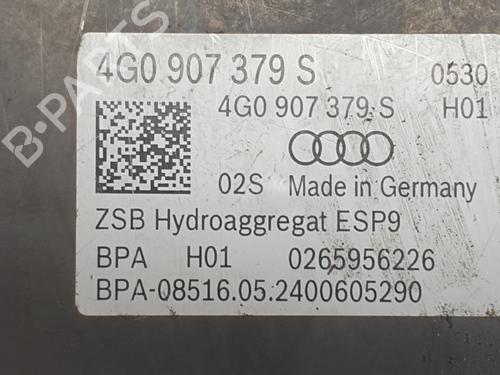 B-PARTS
4G0 907 379 S 0530
4G0 907 379 S H01
02S Made in Germany
ZSB Hydroaggregat ESP9
BPA H01 0265956226
BPA-08516.05.2400605290